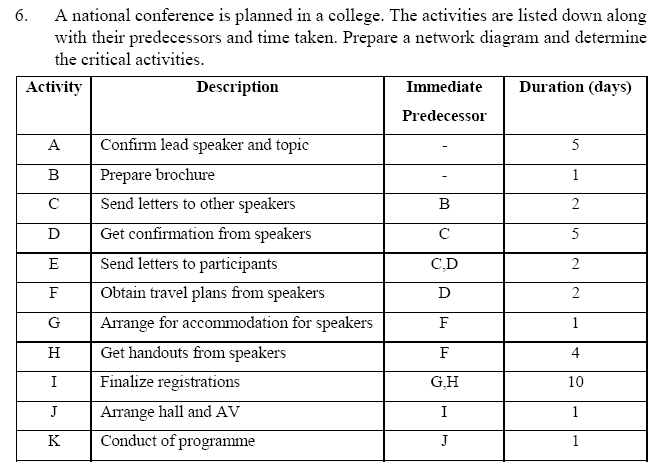 6. A national conference is planned in a college. The activities are listed down along
with their predecessors and time taken. Prepare a network diagram and determine
the critical activities.
Activity Description Immediate Predecessor Duration (days)
A Confirm lead speaker and topic - 5
B Prepare brochure - 1
C Send letters to other speakers B 2
D Get confirmation from speakers C 5
E Send letters to participants C,D 2
F Obtain travel plans from speakers D 2
G Arrange for accommodation for speakers F 1
H Get handouts from speakers F 4
I Finalize registrations G,H 10
J Arrange hall and AV I 1
K Conduct of programme J 1